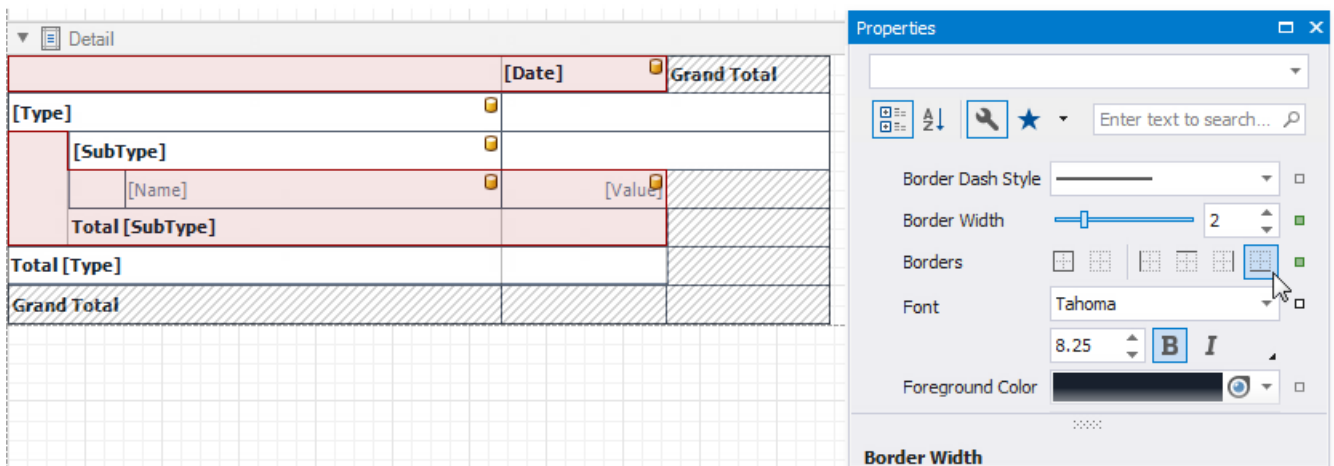 Detail
[Date] Grand Total
[Type]
[SubType]
[Name] [Value]
Total [SubType]
Total [Type]
Grand Total
Properties
A Z Enter text to search...
Border Dash Style
Border Width 2
Borders
Font Tahoma
8.25 B I
Foreground Color
Border Width